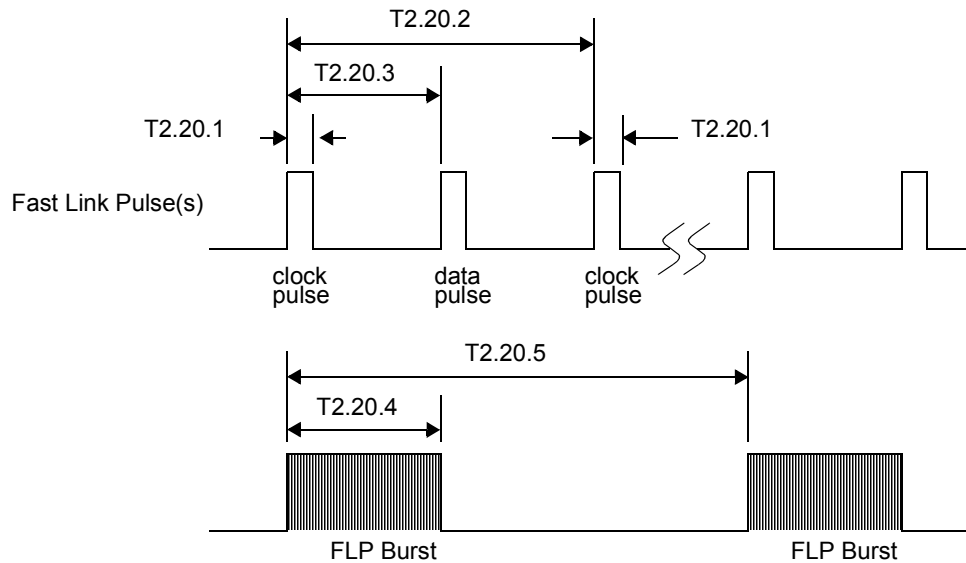 T2.20.2
T2.20.3
T2.20.1
T2.20.1
Fast Link Pulse(s)
clock
pulse
data
pulse
clock
pulse
T2.20.5
T2.20.4
FLP Burst
FLP Burst